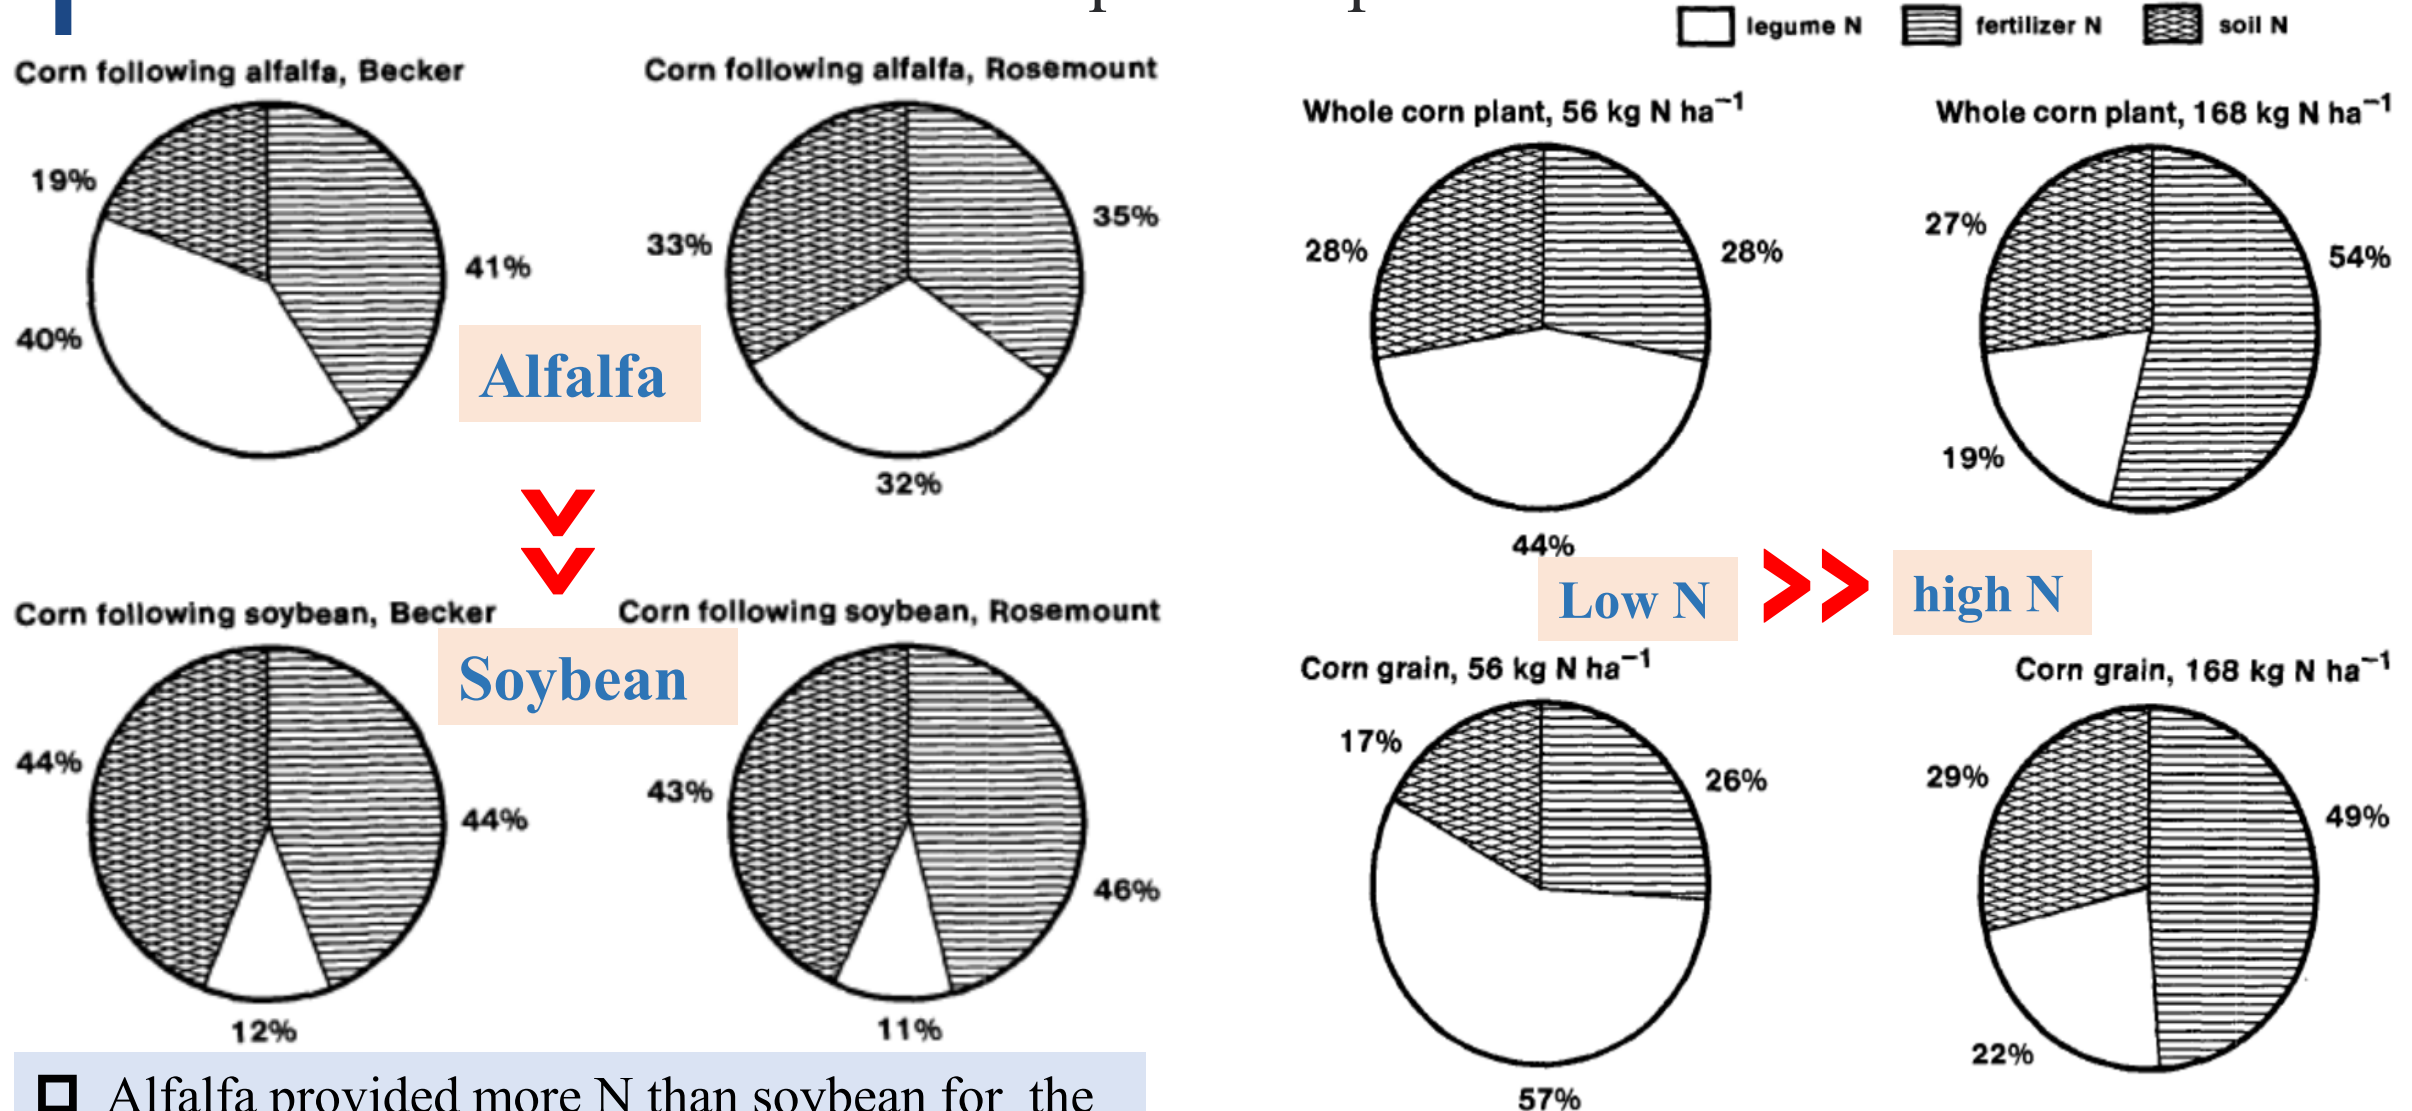 legume N fertilizer N soil N
Corn following alfalfa, Becker
19%
41%
40%
Corn following alfalfa, Rosemount
33%
35%
32%
Alfalfa
Corn following soybean, Becker
44%
44%
12%
Corn following soybean, Rosemount
43%
46%
11%
Soybean
Alfalfa provided more N than soybean for the
Whole corn plant, 56 kg N ha⁻¹
28%
28%
44%
Whole corn plant, 168 kg N ha⁻¹
27%
54%
19%
Low N >> high N
Corn grain, 56 kg N ha⁻¹
17%
26%
57%
Corn grain, 168 kg N ha⁻¹
29%
49%
22%